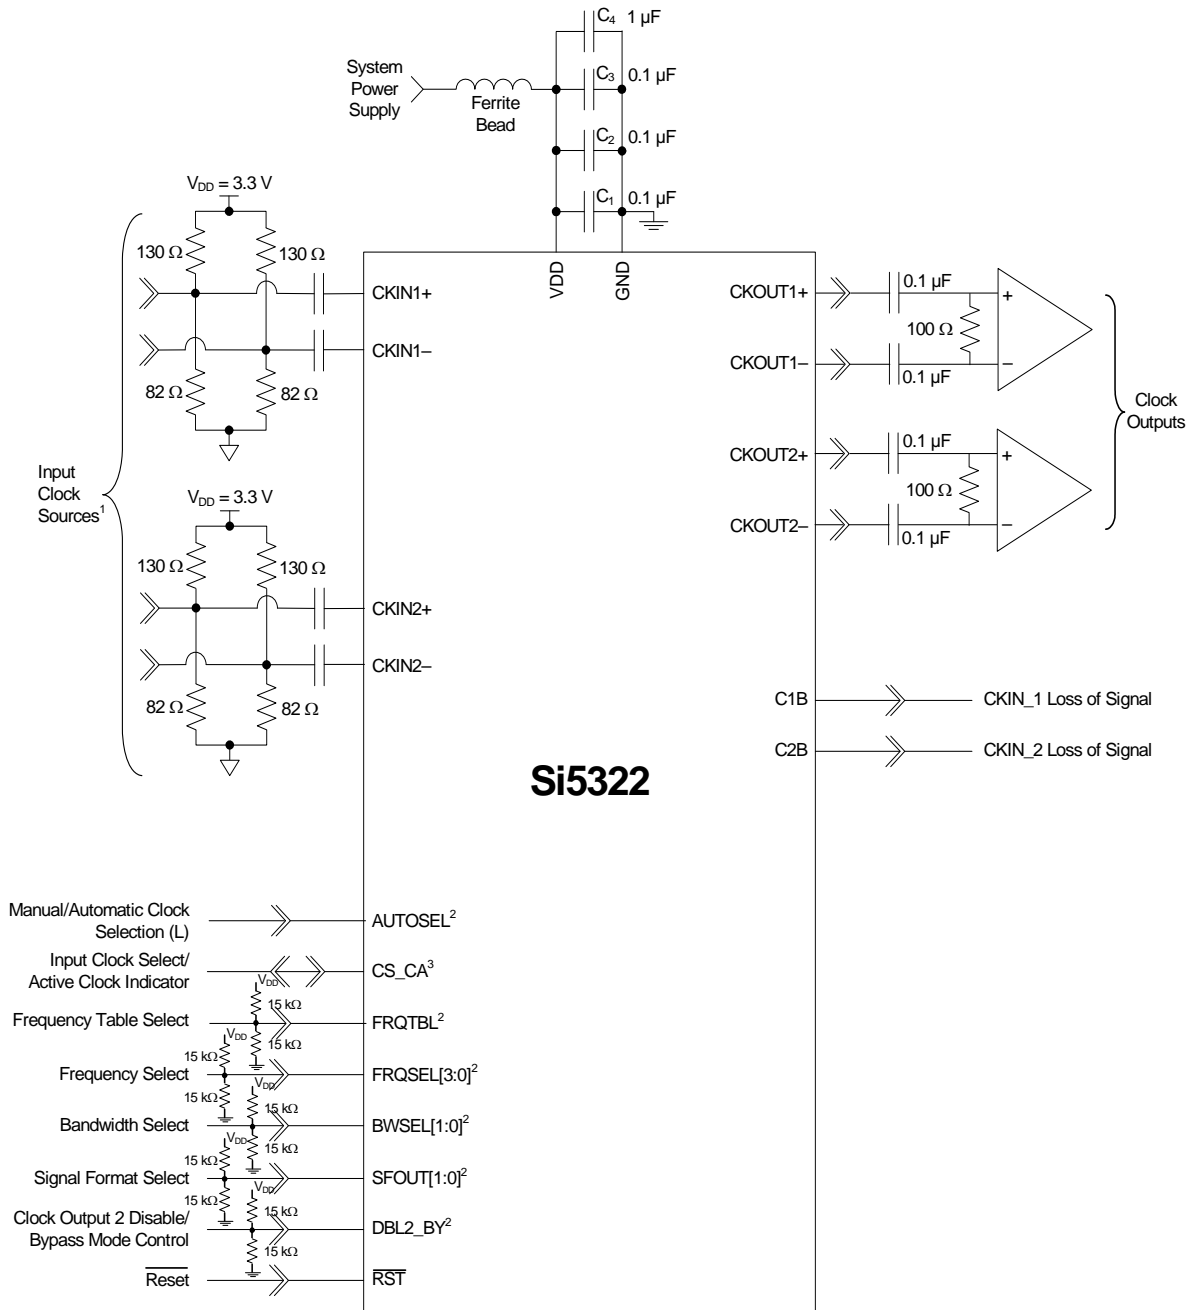 C4 1 µF
System
Power
Supply
Ferrite
Bead
C3 0.1 µF
C2 0.1 µF
C1 0.1 µF
VDD = 3.3 V
130 Ω
130 Ω
82 Ω
82 Ω
VDD = 3.3 V
130 Ω
130 Ω
82 Ω
82 Ω
Input
Clock
Sources1
CKIN1+
CKIN1–
CKIN2+
CKIN2–
VDD
GND
CKOUT1+
CKOUT1–
CKOUT2+
CKOUT2–
0.1 µF
100 Ω
0.1 µF
+
–
0.1 µF
100 Ω
0.1 µF
+
–
Clock
Outputs
C1B
CKIN_1 Loss of Signal
C2B
CKIN_2 Loss of Signal
Si5322
Manual/Automatic Clock
Selection (L)
AUTOSEL2
Input Clock Select/
Active Clock Indicator
CS_CA3
VDD
15 kΩ
Frequency Table Select
FRQTBL2
15 kΩ
VDD
15 kΩ
Frequency Select
FRQSEL[3:0]2
15 kΩ
VDD
15 kΩ
Bandwidth Select
BWSEL[1:0]2
15 kΩ
VDD
15 kΩ
Signal Format Select
SFOUT[1:0]2
15 kΩ
VDD
15 kΩ
Clock Output 2 Disable/
Bypass Mode Control
DBL2_BY2
15 kΩ
Reset
RST